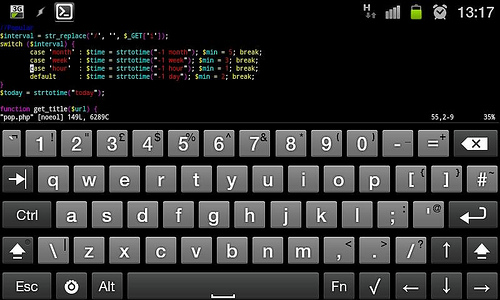 3G H 13:17
//Popular
$interval = str_replace('/', '', $_GET['i']);
switch ($interval) {
case 'month' : $time = strtotime("-1 month"); $min = 5; break;
case 'week' : $time = strtotime("-1 week"); $min = 3; break;
case 'hour' : $time = strtotime("-1 hour"); $min = 1; break;
default : $time = strtotime("-1 day"); $min = 2; break;
}
$today = strtotime("today");
function get_title($url) {
"pop.php" [noeol] 149L, 6289C 55,2-9 35%
¬ ` 1 ! 2 " 3 £ 4 $ 5 % 6 ^ 7 & 8 * 9 ( 0 ) - _ = +
q w e r t y u i o p [ { ] } # ~
Ctrl a s d f g h j k l ; : ' @
\ | z x c v b n m , < . > / ? ↑
Esc Alt Fn √ ← ↓ →